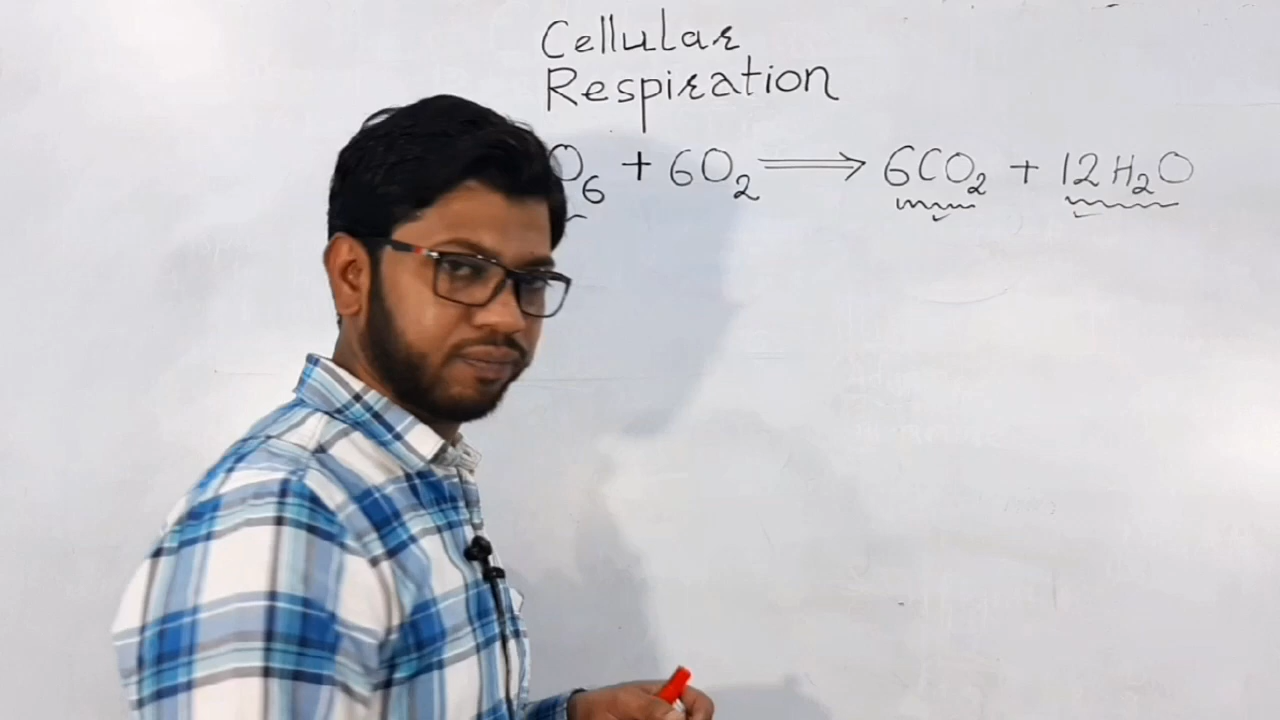 Cellular
Respiration
O₆ + 6O₂ ⟹ 6CO₂ + 12H₂O